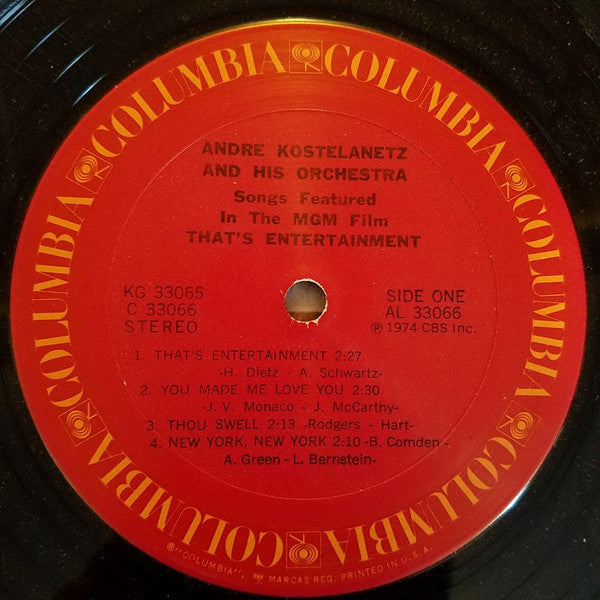 COLUMBIA COLUMBIA COLUMBIA COLUMBIA COLUMBIA COLUMBIA COLUMBIA
ANDRE KOSTELANETZ
AND HIS ORCHESTRA
Songs Featured
In The MGM Film
THAT'S ENTERTAINMENT
KG 33065
C 33066
STEREO
SIDE ONE
AL 33066
Ⓟ 1974 CBS Inc.
1. THAT'S ENTERTAINMENT 2:27
-H. Dietz - A. Schwartz-
2. YOU MADE ME LOVE YOU 2:30
-J. V. Monaco - J. McCarthy-
3. THOU SWELL 2:13 -Rodgers - Hart-
4. NEW YORK, NEW YORK 2:10 -B. Comden -
A. Green - L. Bernstein-
®"COLUMBIA", MARCAS REG. PRINTED IN U.S.A.